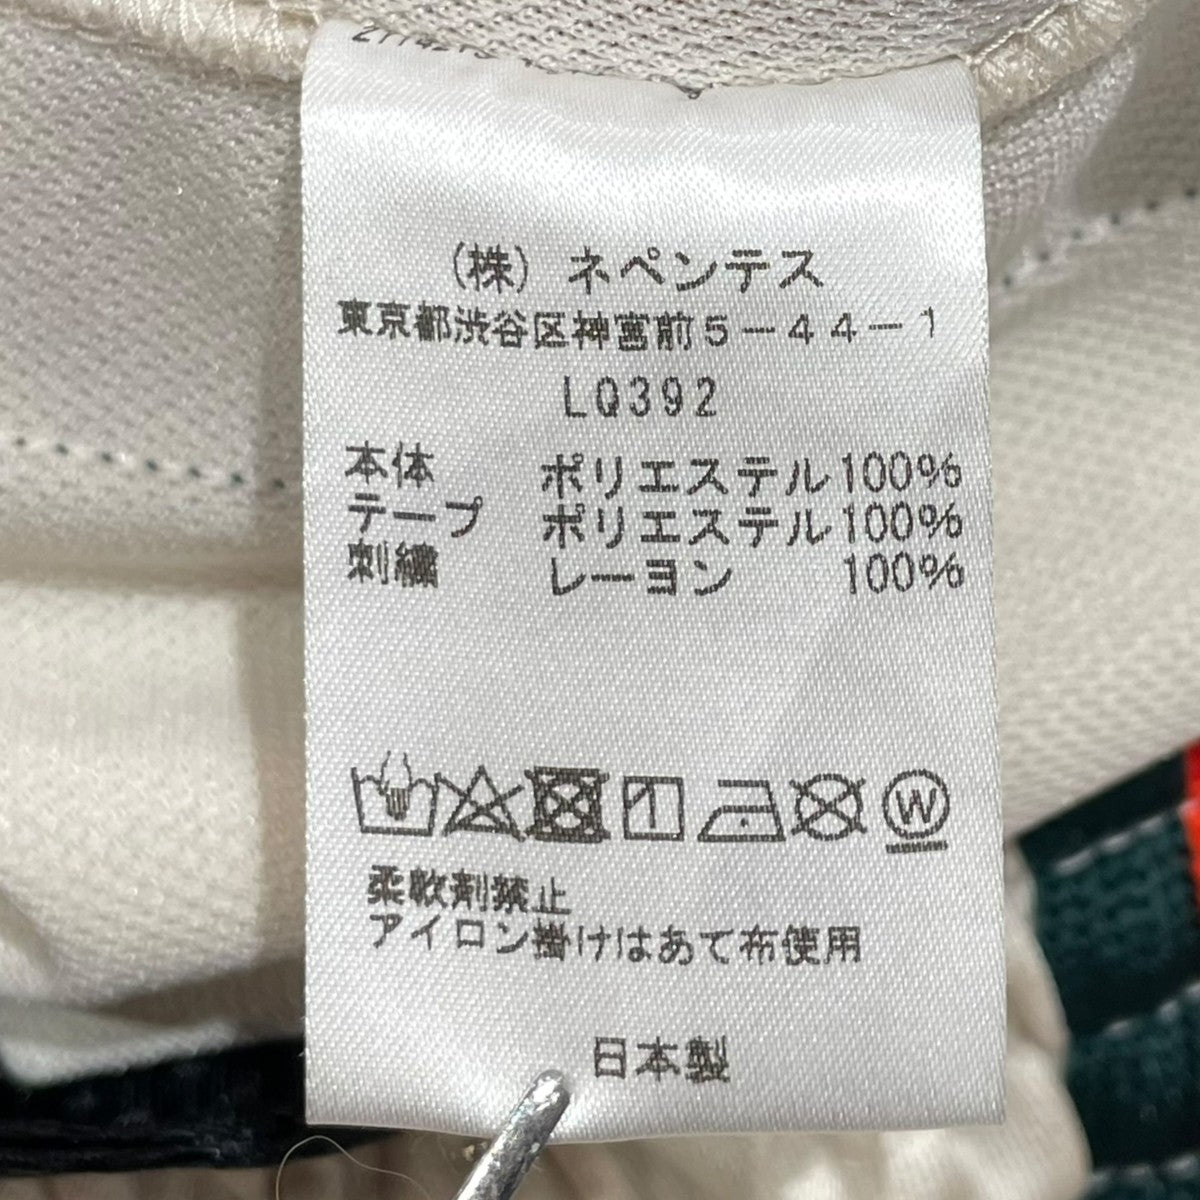 (株) ネペンテス
東京都渋谷区神宮前5-44-1
LQ392
本体 ポリエステル100%
テープ ポリエステル100%
刺繍 レーヨン 100%
1 W
柔軟剤禁止
アイロン掛けはあて布使用
日本製